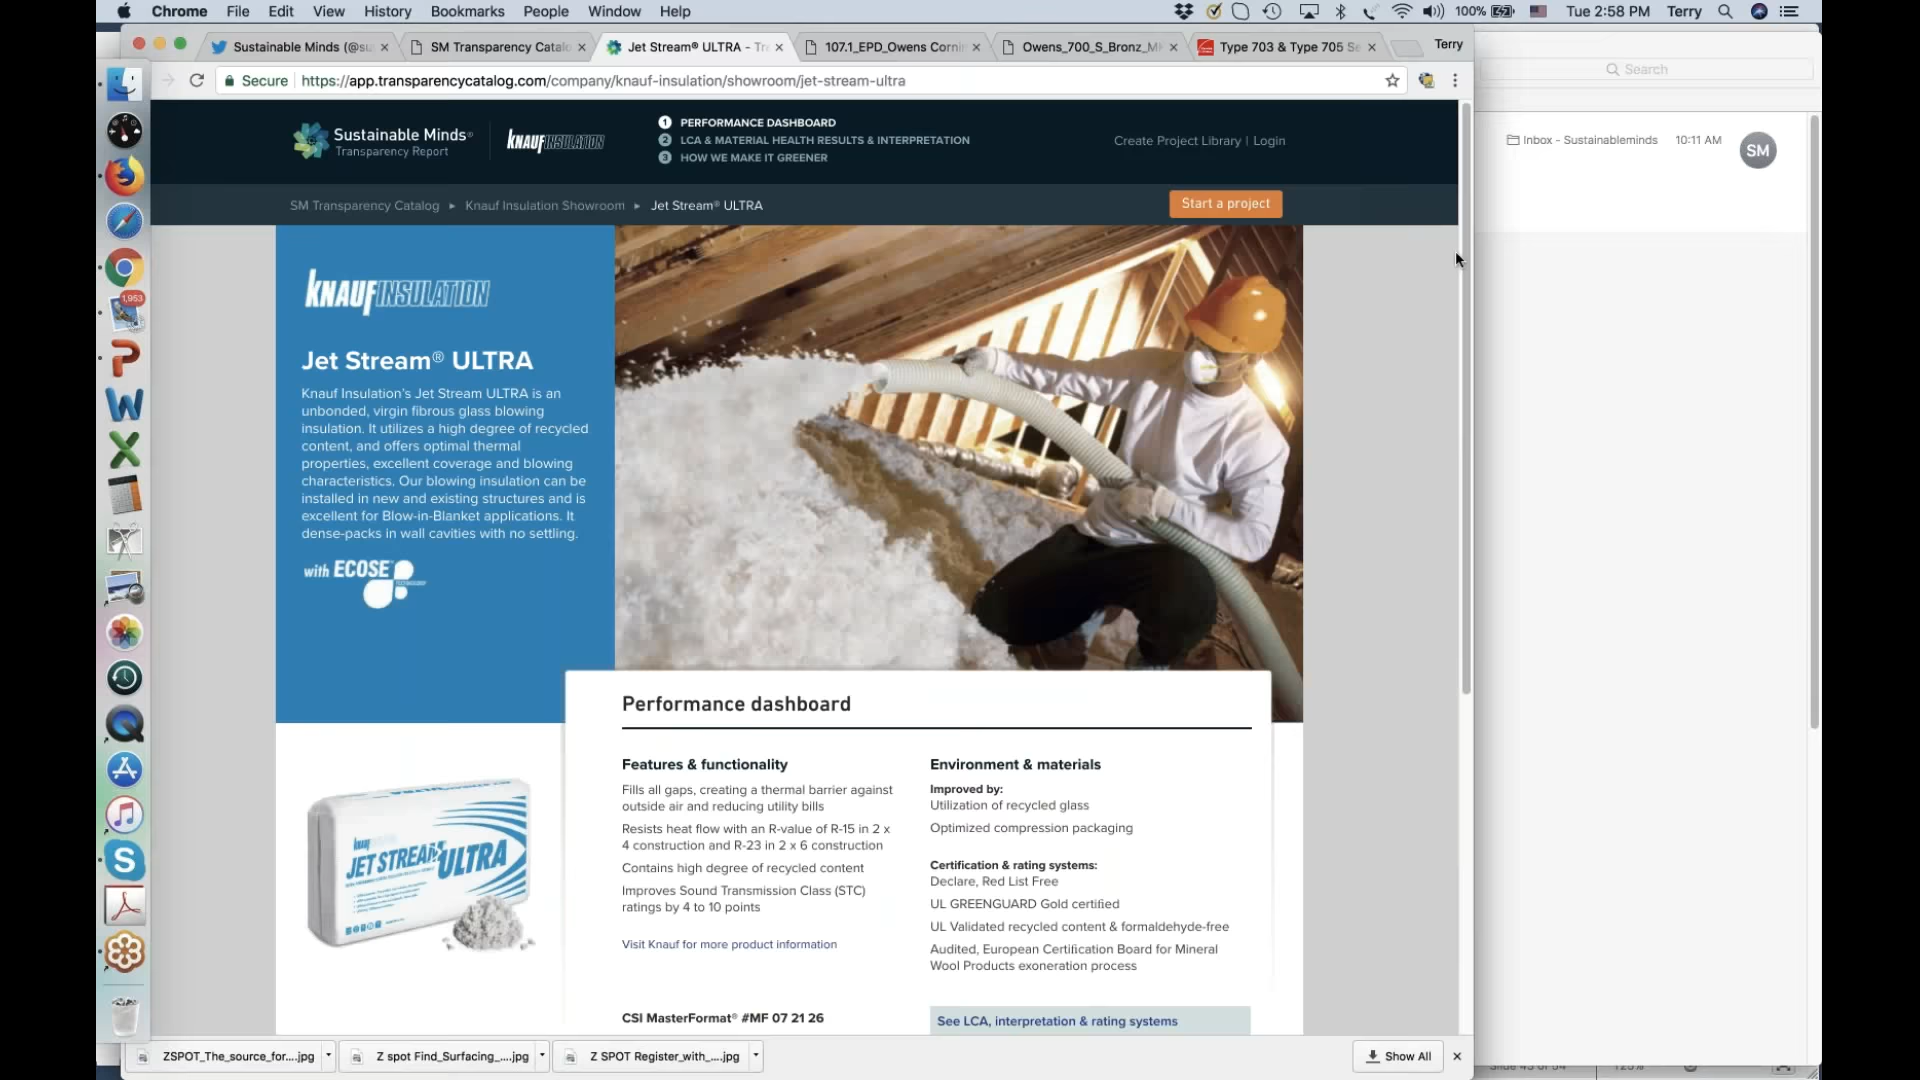 Chrome File Edit View History Bookmarks People Window Help
100% Tue 2:58 PM Terry
Sustainable Minds (@su
SM Transparency Catalo
Jet Stream® ULTRA - Tr
107.1_EPD_Owens Corni
Owens_700_S_Bronz_M
Type 703 & Type 705 Se
Terry
Secure https://app.transparencycatalog.com/company/knauf-insulation/showroom/jet-stream-ultra
Search
Sustainable Minds®
Transparency Report
KNAUF INSULATION
1 PERFORMANCE DASHBOARD
2 LCA & MATERIAL HEALTH RESULTS & INTERPRETATION
3 HOW WE MAKE IT GREENER
Create Project Library | Login
Inbox - Sustainableminds 10:11 AM SM
SM Transparency Catalog ▸ Knauf Insulation Showroom ▸ Jet Stream® ULTRA
Start a project
KNAUF INSULATION
Jet Stream® ULTRA
Knauf Insulation's Jet Stream ULTRA is an
unbonded, virgin fibrous glass blowing
insulation. It utilizes a high degree of recycled
content, and offers optimal thermal
properties, excellent coverage and blowing
characteristics. Our blowing insulation can be
installed in new and existing structures and is
excellent for Blow-in-Blanket applications. It
dense-packs in wall cavities with no settling.
with ECOSE
1,953
Performance dashboard
Features & functionality
Fills all gaps, creating a thermal barrier against
outside air and reducing utility bills
Resists heat flow with an R-value of R-15 in 2 x
4 construction and R-23 in 2 x 6 construction
Contains high degree of recycled content
Improves Sound Transmission Class (STC)
ratings by 4 to 10 points
Visit Knauf for more product information
CSI MasterFormat® #MF 07 21 26
Environment & materials
Improved by:
Utilization of recycled glass
Optimized compression packaging
Certification & rating systems:
Declare, Red List Free
UL GREENGUARD Gold certified
UL Validated recycled content & formaldehyde-free
Audited, European Certification Board for Mineral
Wool Products exoneration process
See LCA, interpretation & rating systems
JET STREAM ULTRA
ZSPOT_The_source_for....jpg
Z spot Find_Surfacing_....jpg
Z SPOT Register_with_....jpg
Show All
Slide 43 of 54
125%